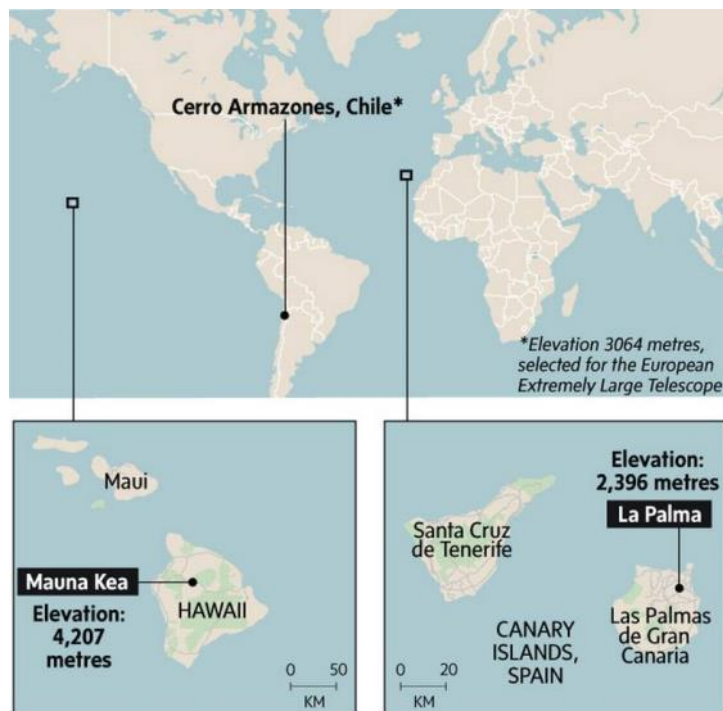 Cerro Armazones, Chile*
*Elevation 3064 metres,
selected for the European
Extremely Large Telescope
Maui
Mauna Kea
Elevation:
4,207
metres
HAWAII
0 50
KM
Elevation:
2,396 metres
La Palma
Santa Cruz
de Tenerife
Las Palmas
de Gran
Canaria
CANARY
ISLANDS,
SPAIN
0 20
KM